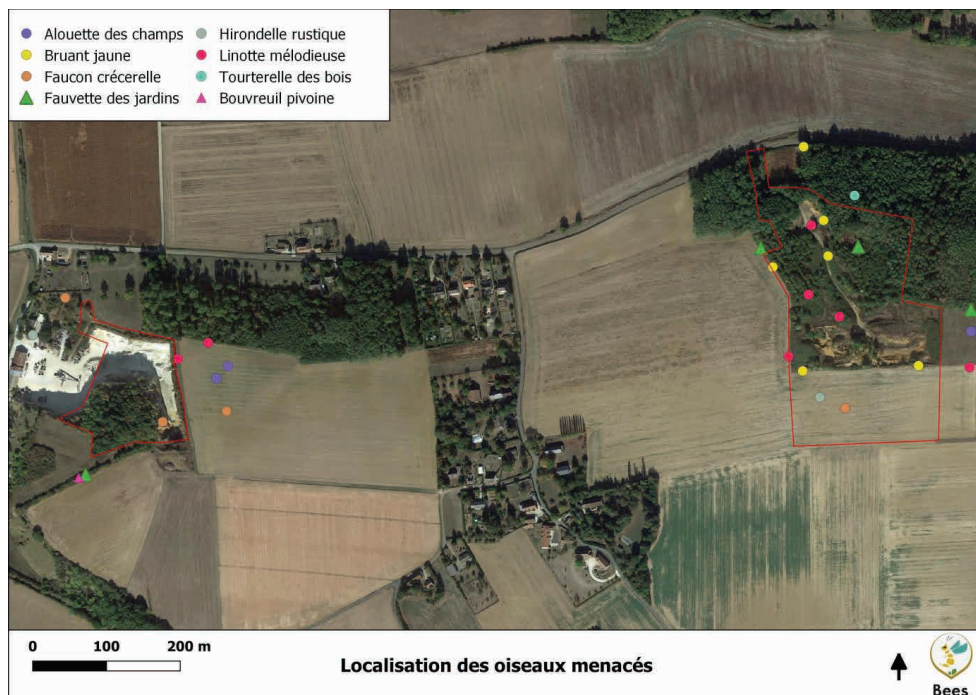 Alouette des champs
Bruant jaune
Faucon crécerelle
Fauvette des jardins
Hirondelle rustique
Linotte mélodieuse
Tourterelle des bois
Bouvreuil pivoine
0 100 200 m
Localisation des oiseaux menacés
Bees